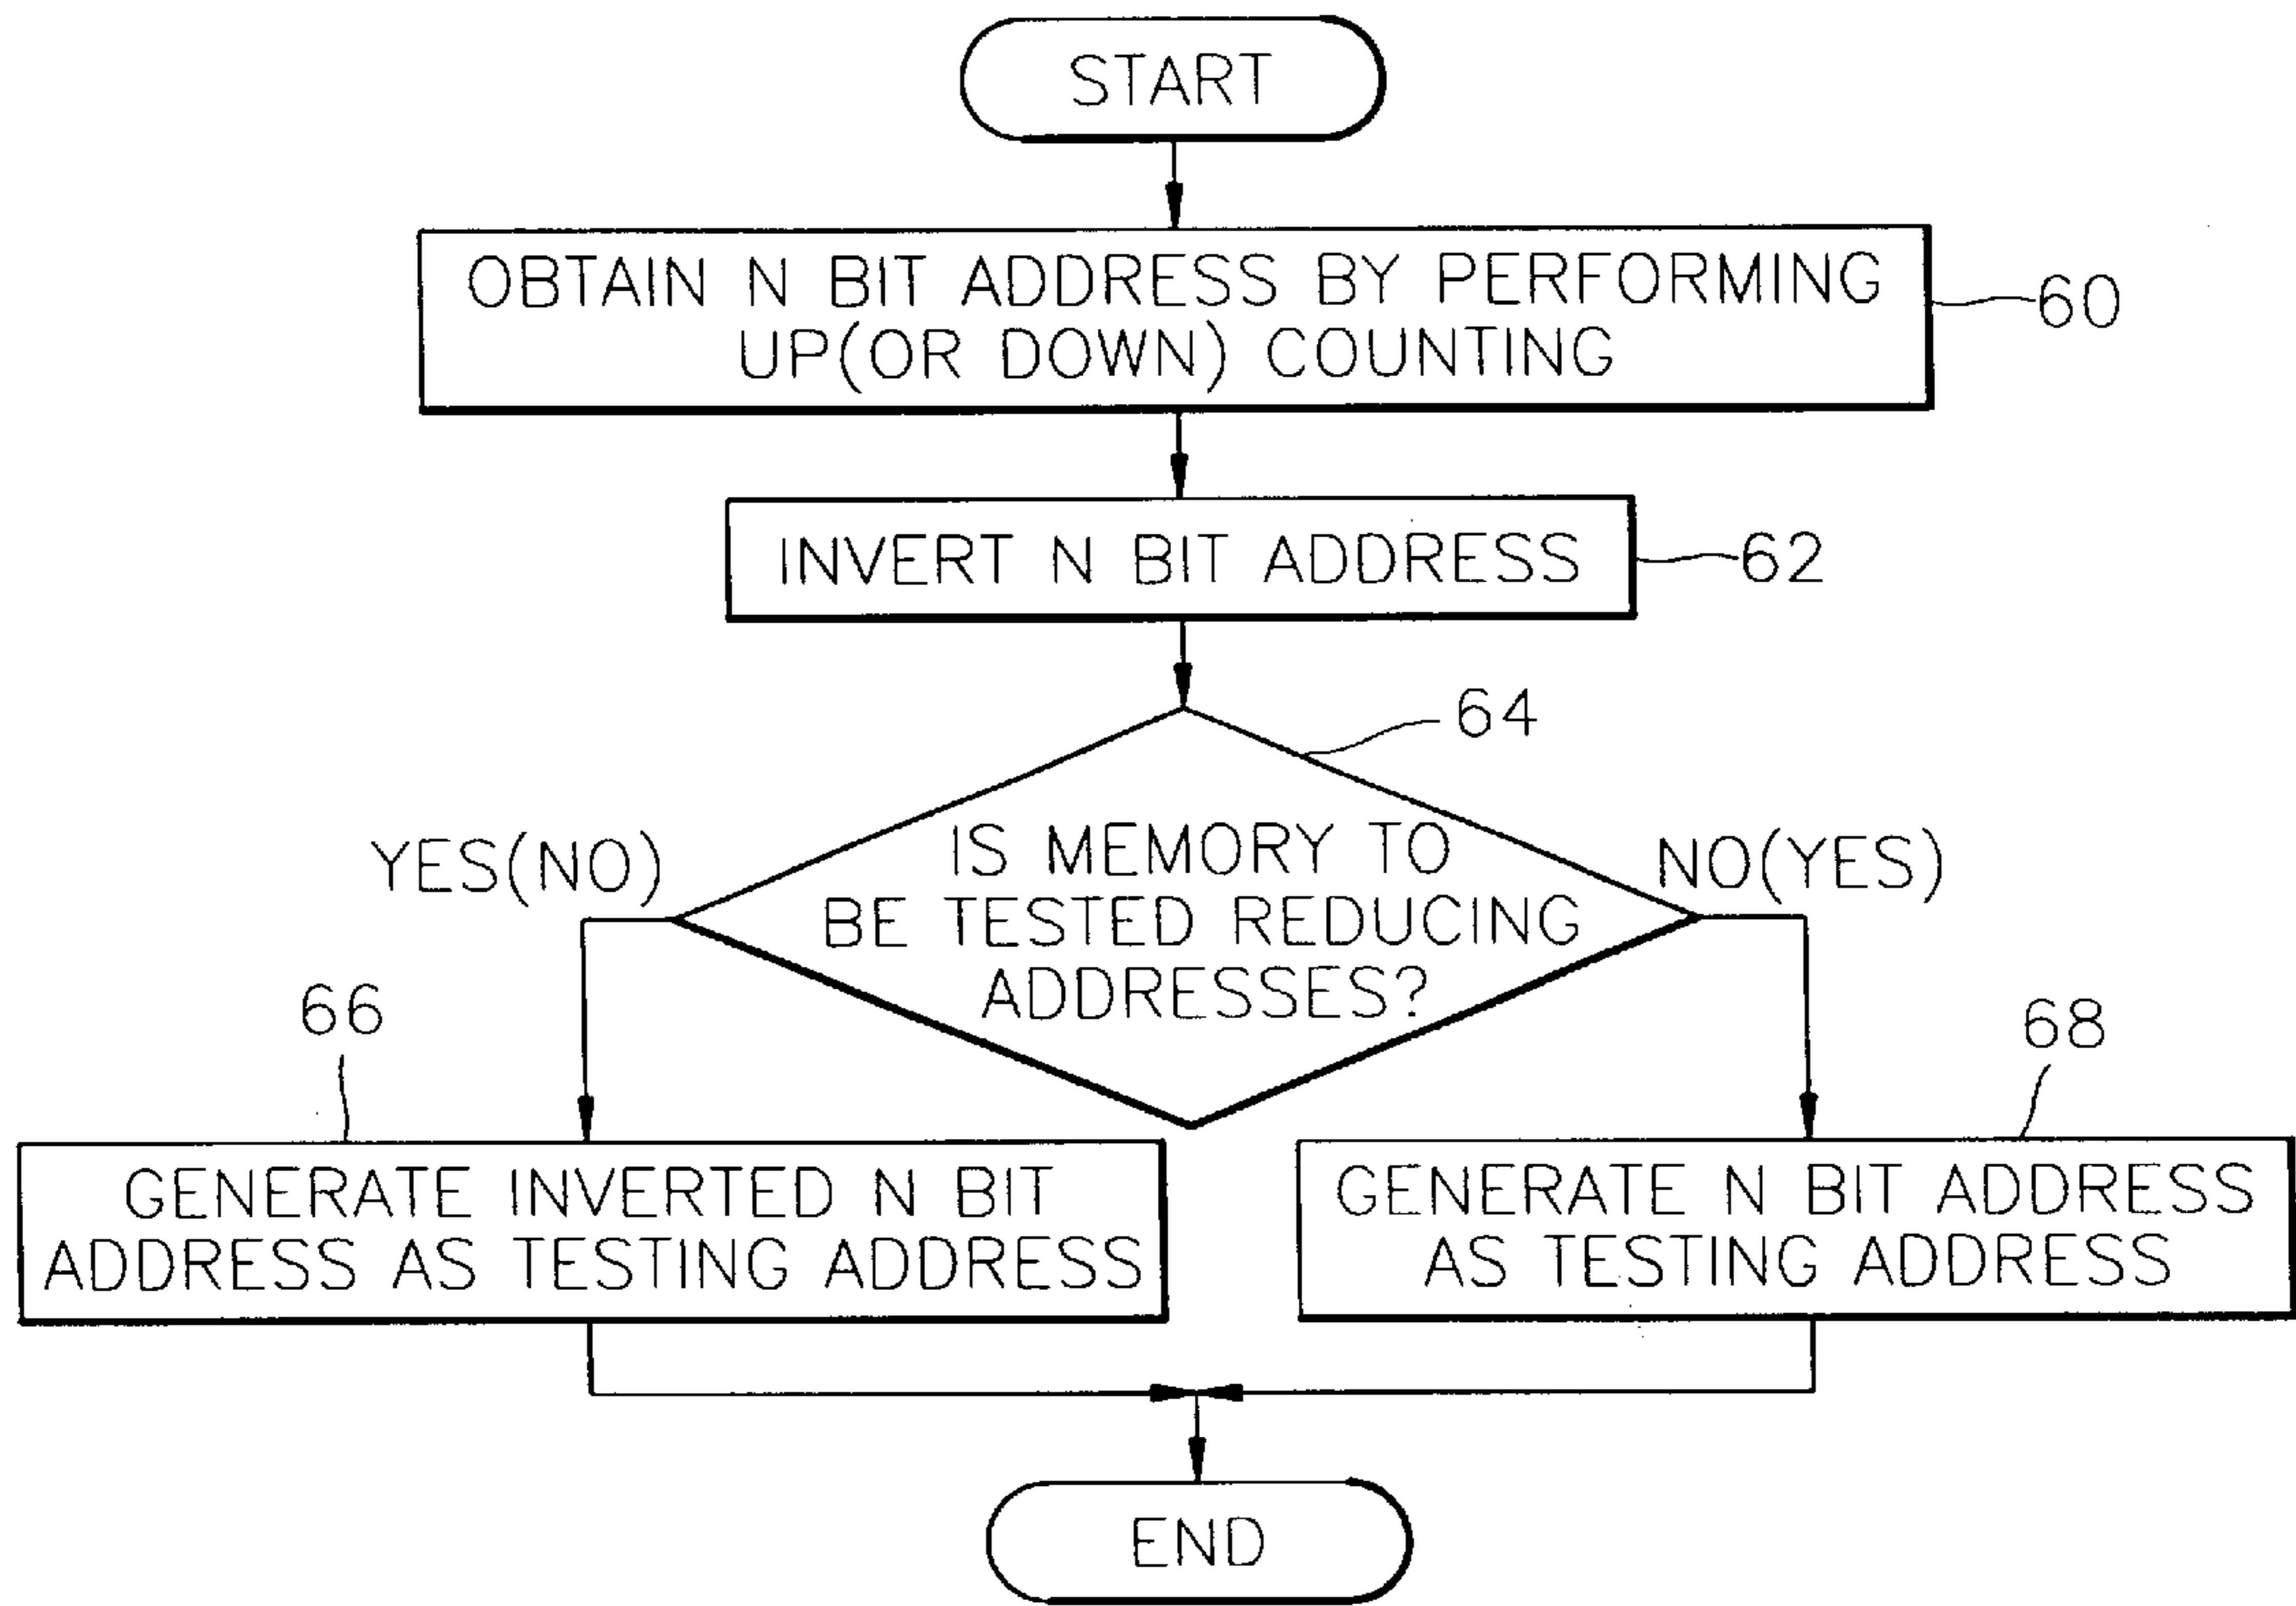 START
OBTAIN N BIT ADDRESS BY PERFORMING
UP(OR DOWN) COUNTING
60
INVERT N BIT ADDRESS
62
64
IS MEMORY TO
BE TESTED REDUCING
ADDRESSES?
YES(NO)
NO(YES)
66
GENERATE INVERTED N BIT
ADDRESS AS TESTING ADDRESS
68
GENERATE N BIT ADDRESS
AS TESTING ADDRESS
END